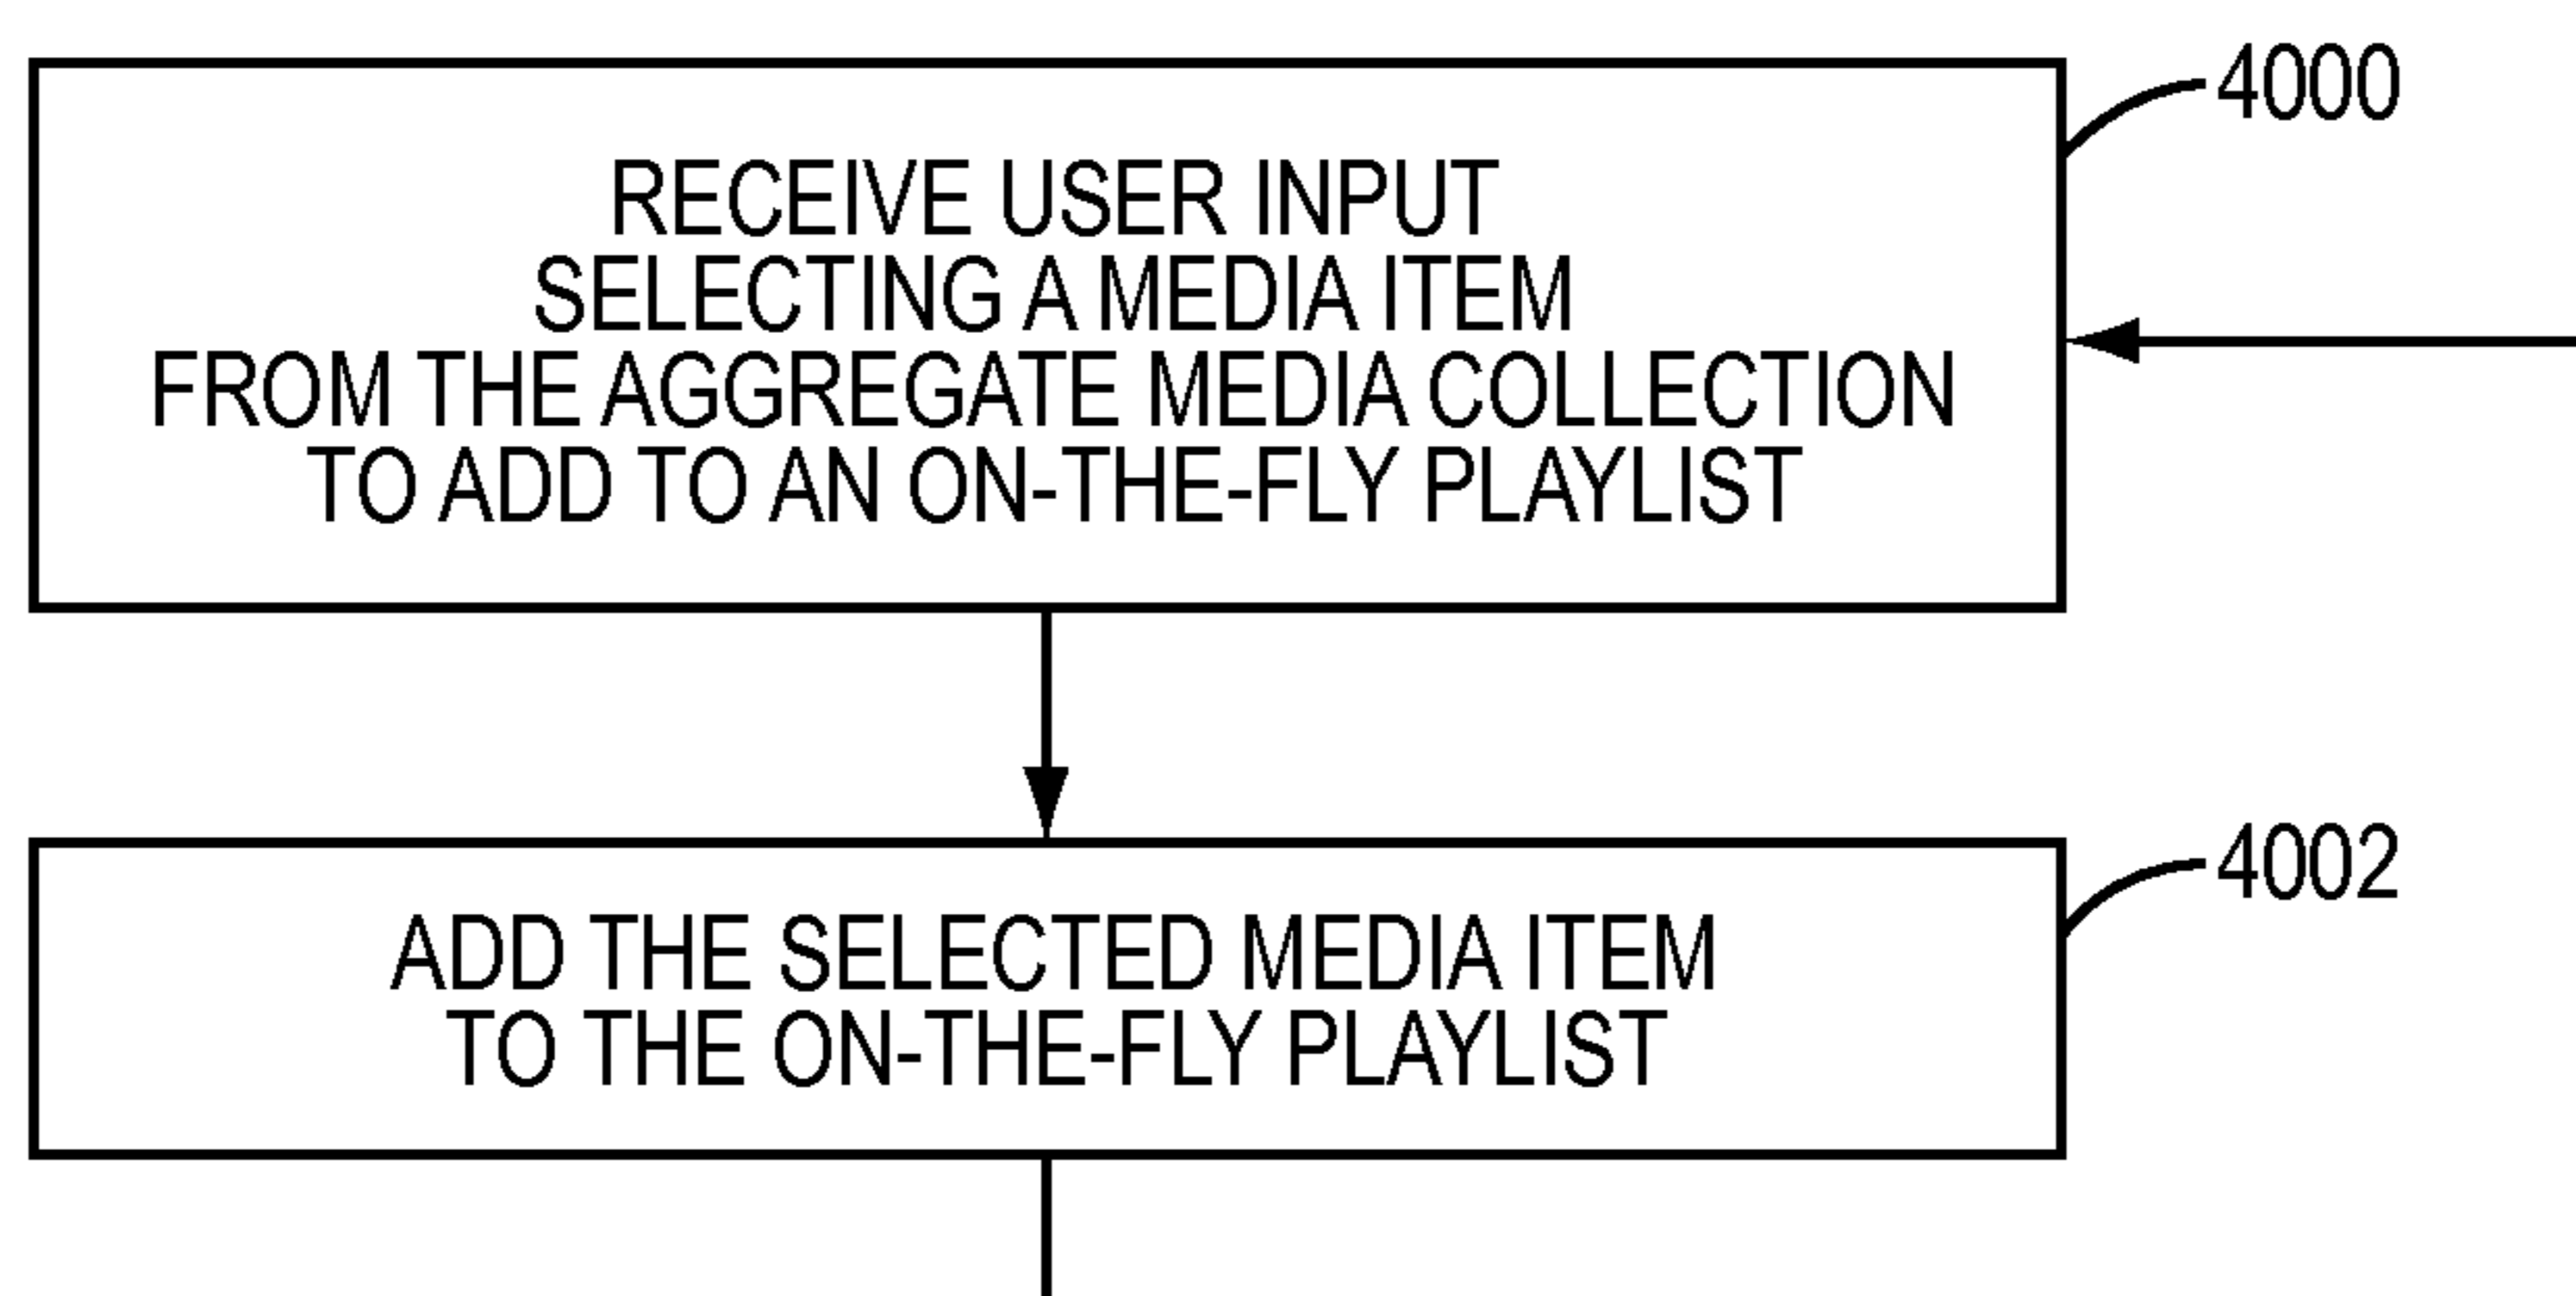 4000
RECEIVE USER INPUT
SELECTING A MEDIA ITEM
FROM THE AGGREGATE MEDIA COLLECTION
TO ADD TO AN ON-THE-FLY PLAYLIST
4002
ADD THE SELECTED MEDIA ITEM
TO THE ON-THE-FLY PLAYLIST